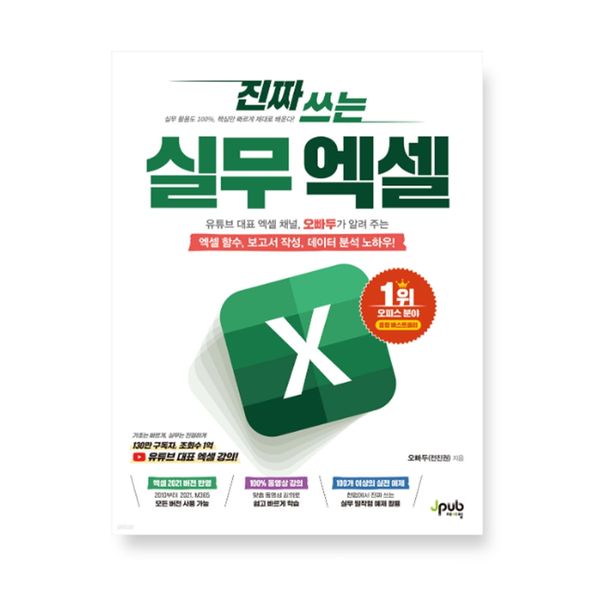 진짜 쓰는
실무 활용도 100%, 핵심만 빠르게 제대로 배운다!
실무 엑셀
유튜브 대표 엑셀 채널, 오빠두가 알려 주는
엑셀 함수, 보고서 작성, 데이터 분석 노하우!
1위
오피스 분야
종합 베스트셀러
X
기초는 빠르게, 실무는 친절하게
130만 구독자, 조회수 1억
유튜브 대표 엑셀 강의!
오빠두(전진권) 지음
엑셀 2021 버전 반영
2010부터 2021, M365
모든 버전 사용 가능
100% 동영상 강의
맞춤 동영상 강의로
쉽고 빠르게 학습
100개 이상의 실전 예제
현업에서 진짜 쓰는
실무 밀착형 예제 활용
Jpub
제이펍